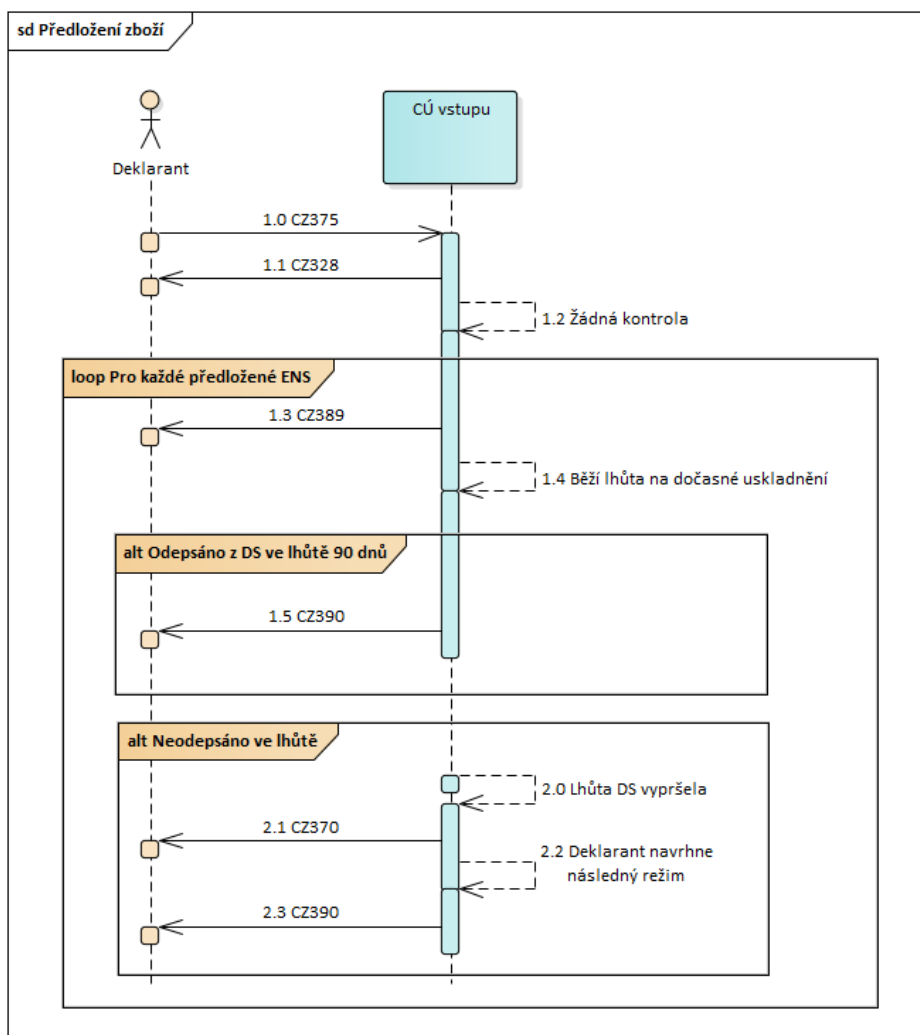 sd Předložení zboží
CÚ vstupu
Deklarant
1.0 CZ375
1.1 CZ328
1.2 Žádná kontrola
loop Pro každé předložené ENS
1.3 CZ389
1.4 Běží lhůta na dočasné uskladnění
alt Odepsáno z DS ve lhůtě 90 dnů
1.5 CZ390
alt Neodepsáno ve lhůtě
2.0 Lhůta DS vypršela
2.1 CZ370
2.2 Deklarant navrhne
následný režim
2.3 CZ390